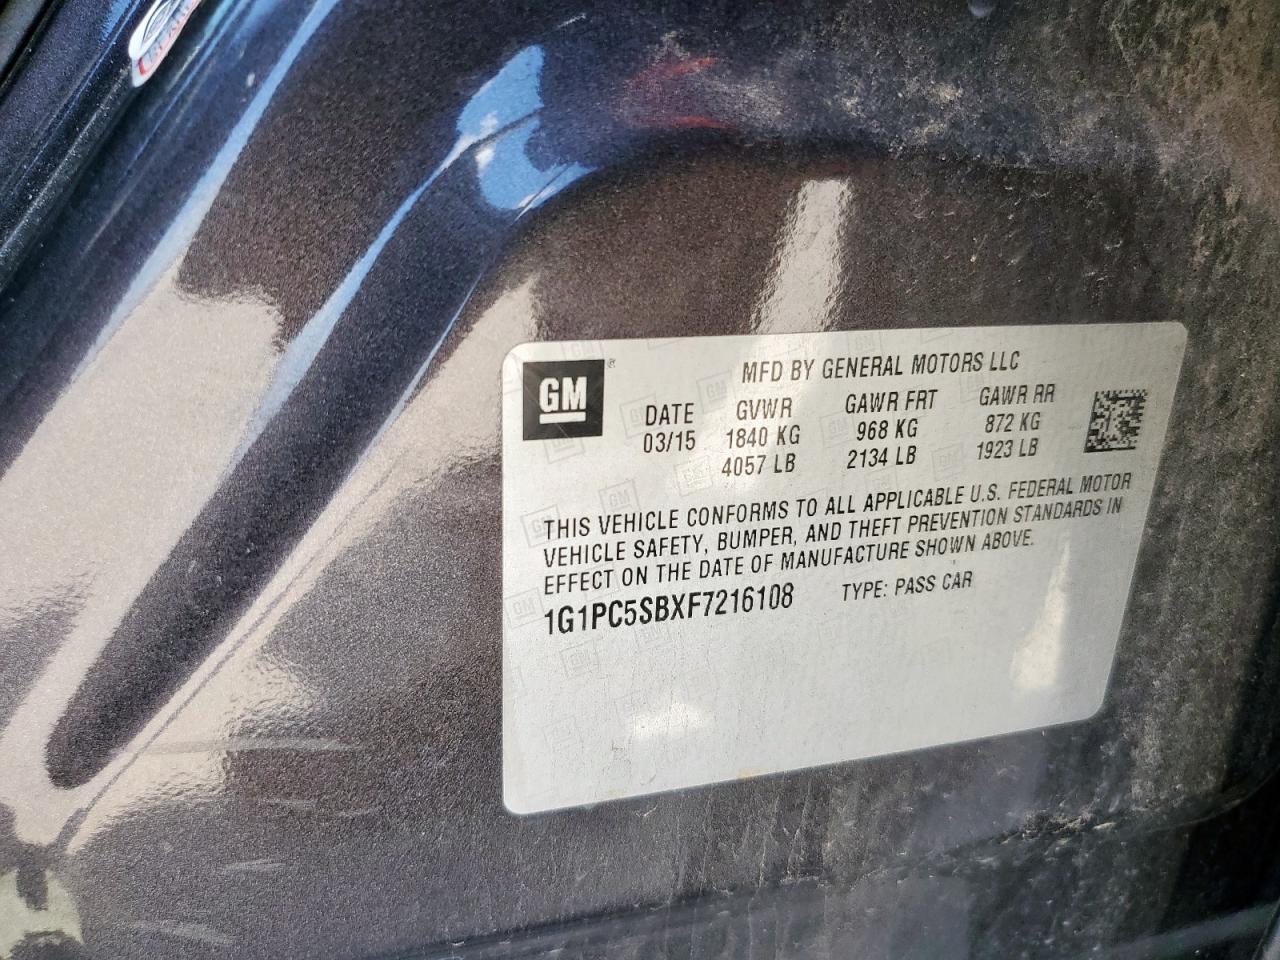 GM
MFD BY GENERAL MOTORS LLC
DATE GVWR GAWR FRT GAWR RR
03/15 1840 KG 968 KG 872 KG
4057 LB 2134 LB 1923 LB
THIS VEHICLE CONFORMS TO ALL APPLICABLE U.S. FEDERAL MOTOR
VEHICLE SAFETY, BUMPER, AND THEFT PREVENTION STANDARDS IN
EFFECT ON THE DATE OF MANUFACTURE SHOWN ABOVE.
1G1PC5SBXF7216108 TYPE: PASS CAR